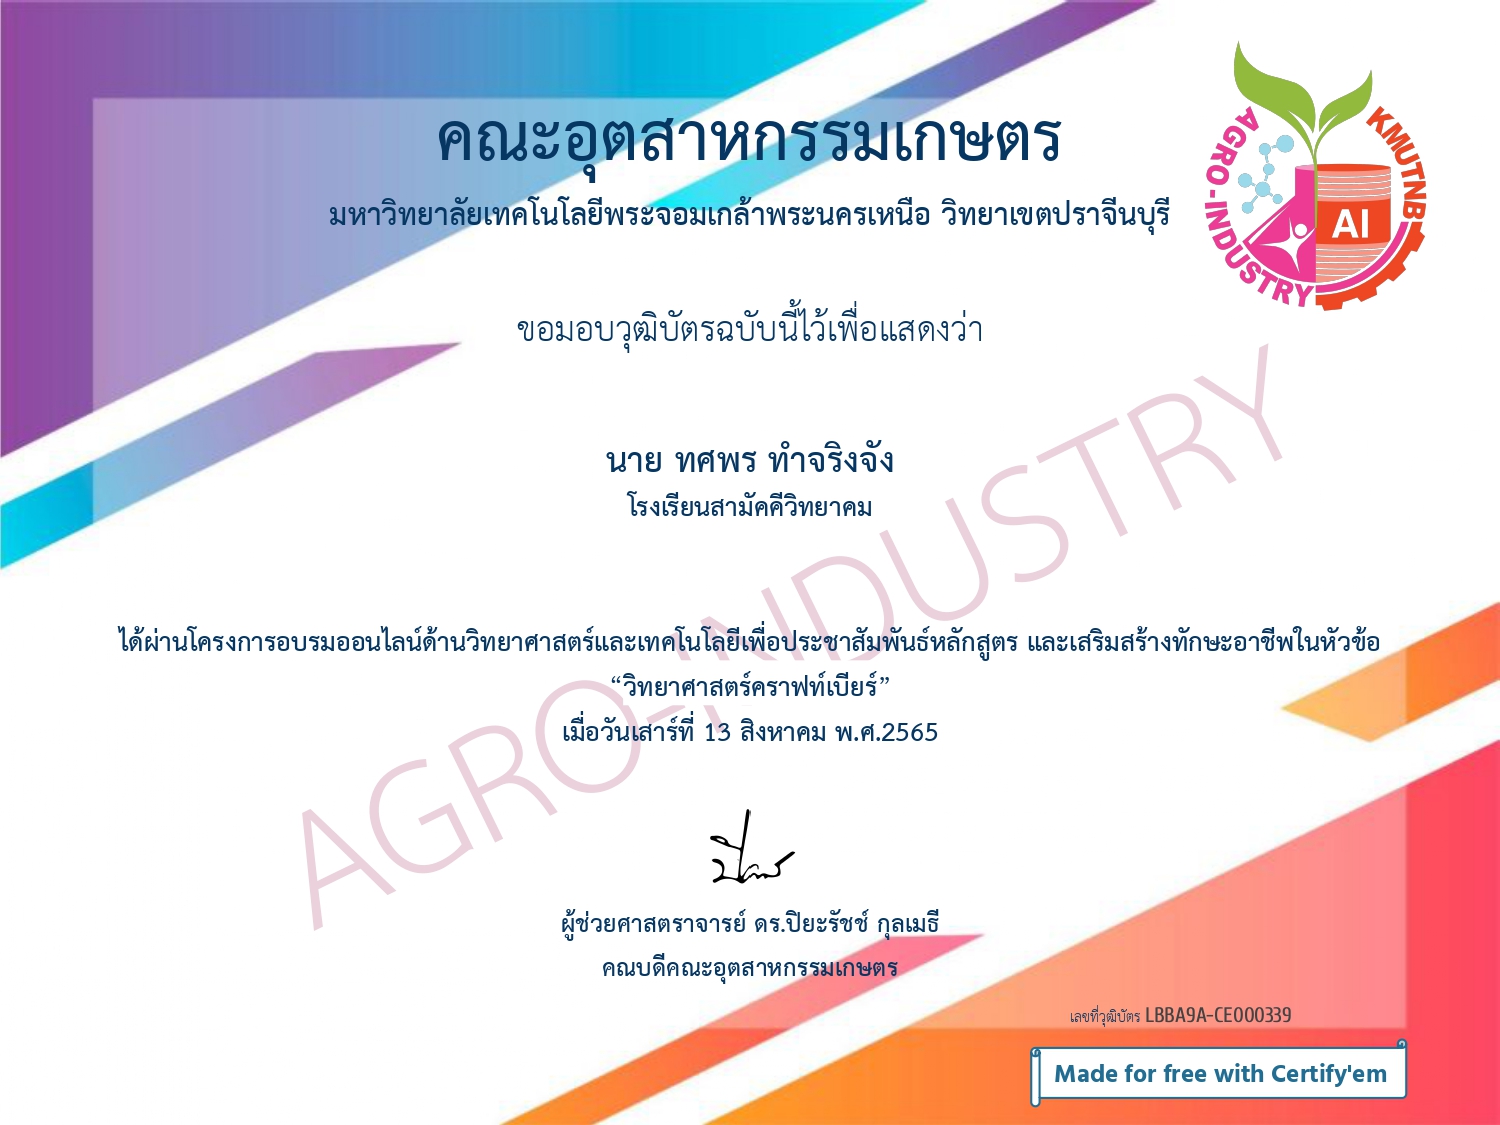 คณะอุตสาหกรรมเกษตร
มหาวิทยาลัยเทคโนโลยีพระจอมเกล้าพระนครเหนือ วิทยาเขตปราจีนบุรี
AGRO-INDUSTRY
KMUTNB
AI
ขอมอบวุฒิบัตรฉบับนี้ไว้เพื่อแสดงว่า
นาย ทศพร ทำจริงจัง
โรงเรียนสามัคคีวิทยาคม
AGRO-INDUSTRY
ได้ผ่านโครงการอบรมออนไลน์ด้านวิทยาศาสตร์และเทคโนโลยีเพื่อประชาสัมพันธ์หลักสูตร และเสริมสร้างทักษะอาชีพในหัวข้อ
“วิทยาศาสตร์คราฟท์เบียร์”
เมื่อวันเสาร์ที่ 13 สิงหาคม พ.ศ.2565
ผู้ช่วยศาสตราจารย์ ดร.ปิยะรัชช์ กุลเมธี
คณบดีคณะอุตสาหกรรมเกษตร
เลขที่วุฒิบัตร LBBA9A-CE000339
Made for free with Certify'em